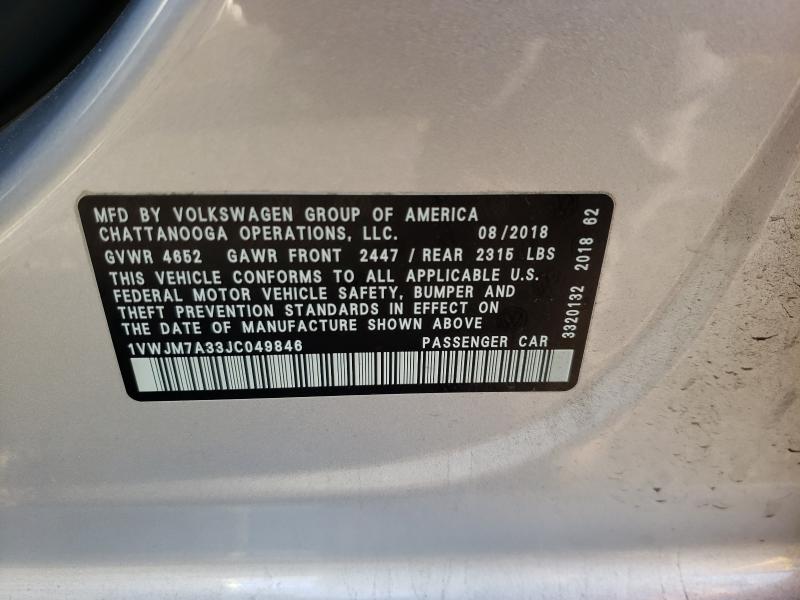 MFD BY VOLKSWAGEN GROUP OF AMERICA
CHATTANOOGA OPERATIONS, LLC. 08/2018
GVWR 4652 GAWR FRONT 2447 / REAR 2315 LBS
THIS VEHICLE CONFORMS TO ALL APPLICABLE U.S.
FEDERAL MOTOR VEHICLE SAFETY, BUMPER AND
THEFT PREVENTION STANDARDS IN EFFECT ON
THE DATE OF MANUFACTURE SHOWN ABOVE
1VWJM7A33JC049846 PASSENGER CAR
3320132 2018 62